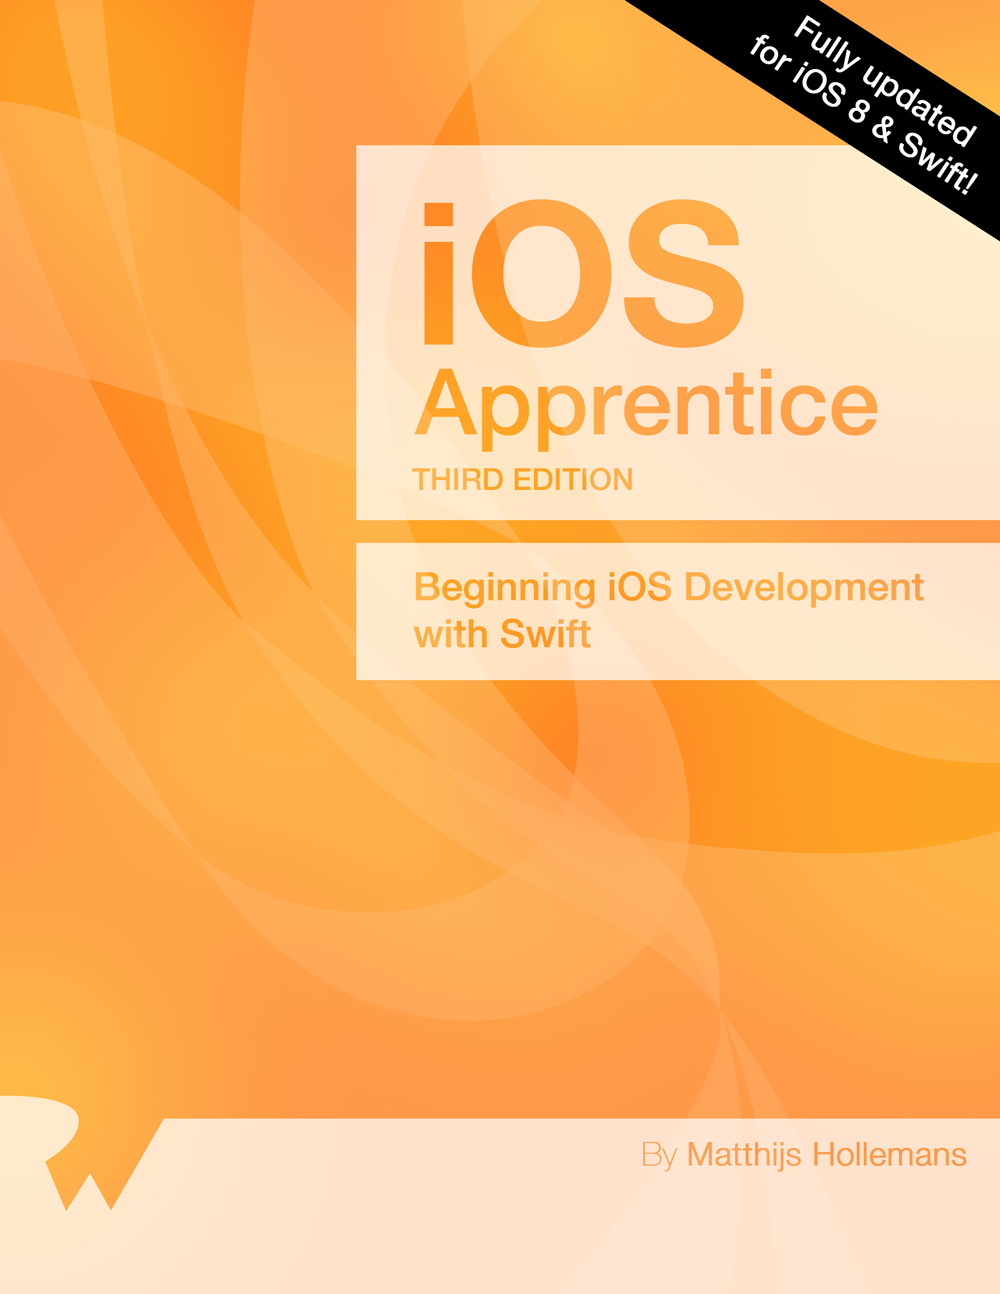 Fully updated
for iOS 8 & Swift!
iOS
Apprentice
THIRD EDITION
Beginning iOS Development
with Swift
By Matthijs Hollemans